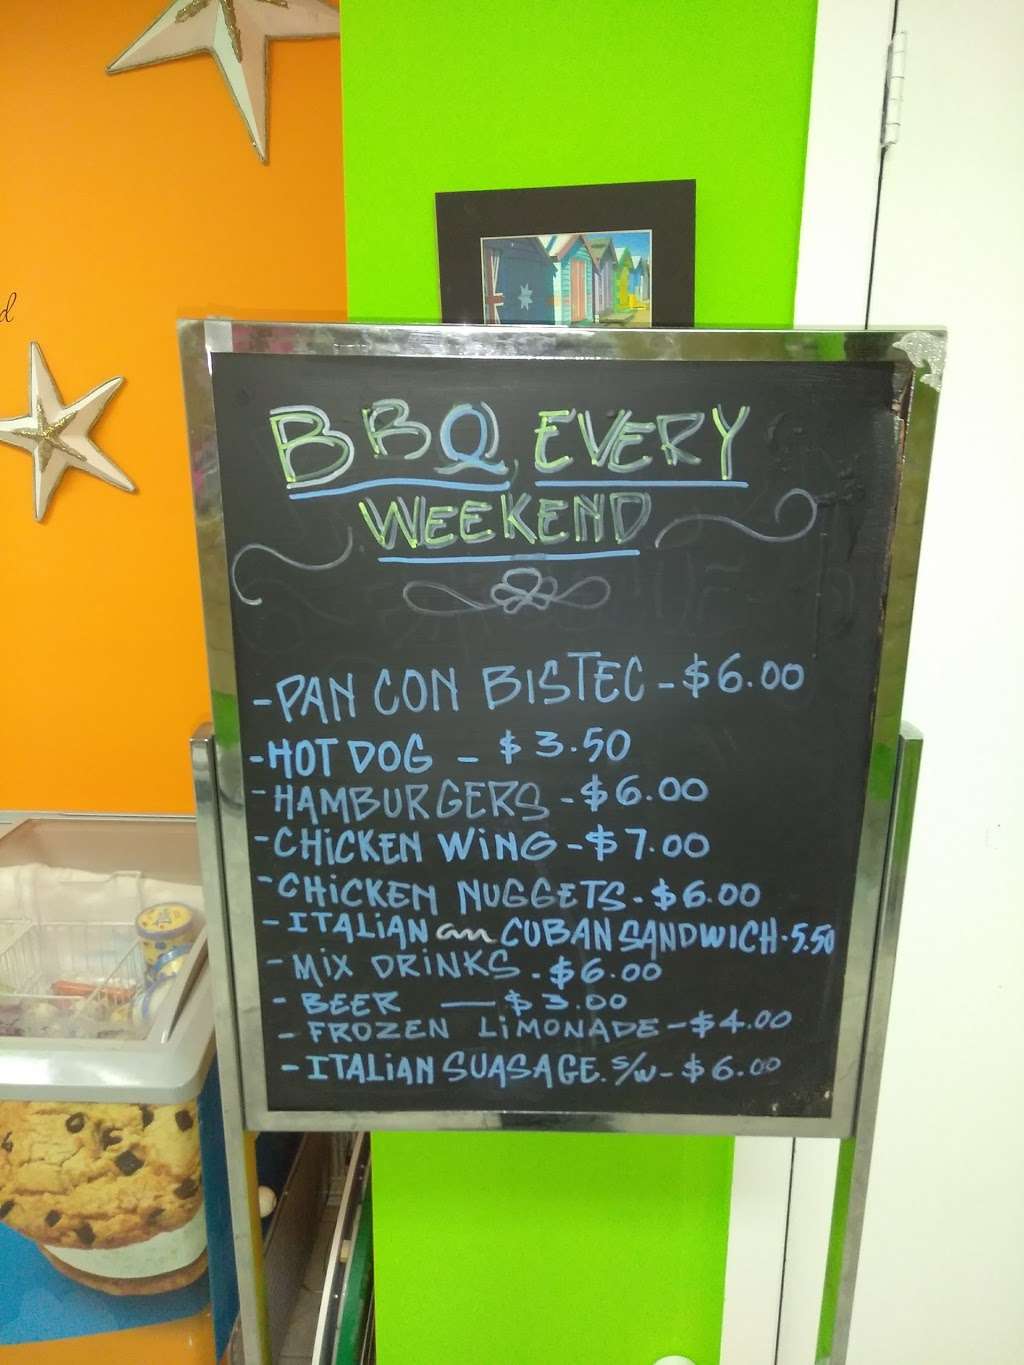 BBQ EVERY
WEEKEND
- PAN CON BISTEC - $6.00
- HOT DOG - $3.50
- HAMBURGERS - $6.00
- CHiCKEN WiNG - $7.00
- CHiCKEN NUGGETS - $6.00
- ITALiAN an CUBAN SANDWiCH - 5.50
- MiX DRiNKS - $6.00
- BEER — $3.00
- FROZEN LiMONADE - $4.00
- ITALiAN SUASAGE. S/W - $6.00